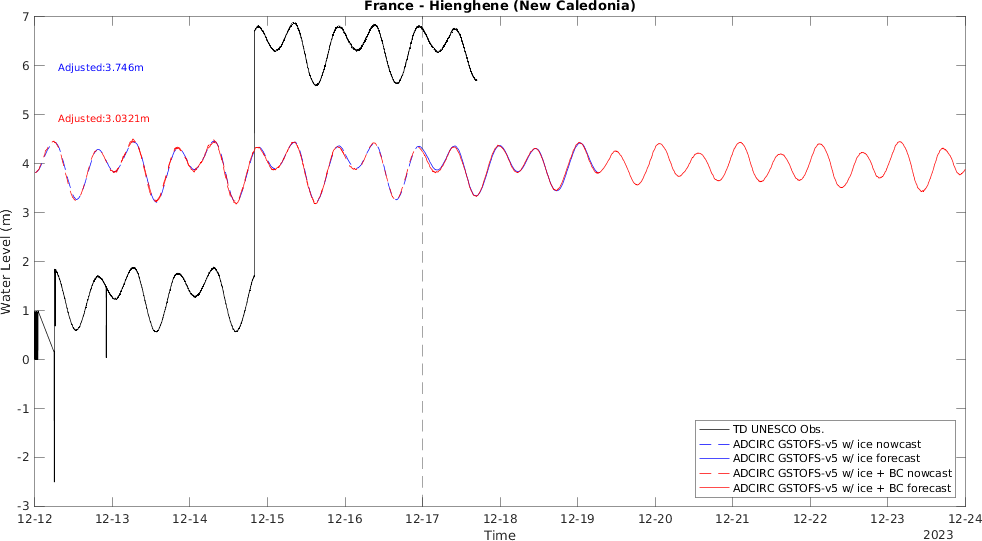 France - Hienghene (New Caledonia)
7
6
5
4
3
2
1
0
-1
-2
-3
Water Level (m)
Adjusted:3.746m
Adjusted:3.0321m
TD UNESCO Obs.
ADCIRC GSTOFS-v5 w/ ice nowcast
ADCIRC GSTOFS-v5 w/ ice forecast
ADCIRC GSTOFS-v5 w/ ice + BC nowcast
ADCIRC GSTOFS-v5 w/ ice + BC forecast
12-12 12-13 12-14 12-15 12-16 12-17 12-18 12-19 12-20 12-21 12-22 12-23 12-24
Time
2023